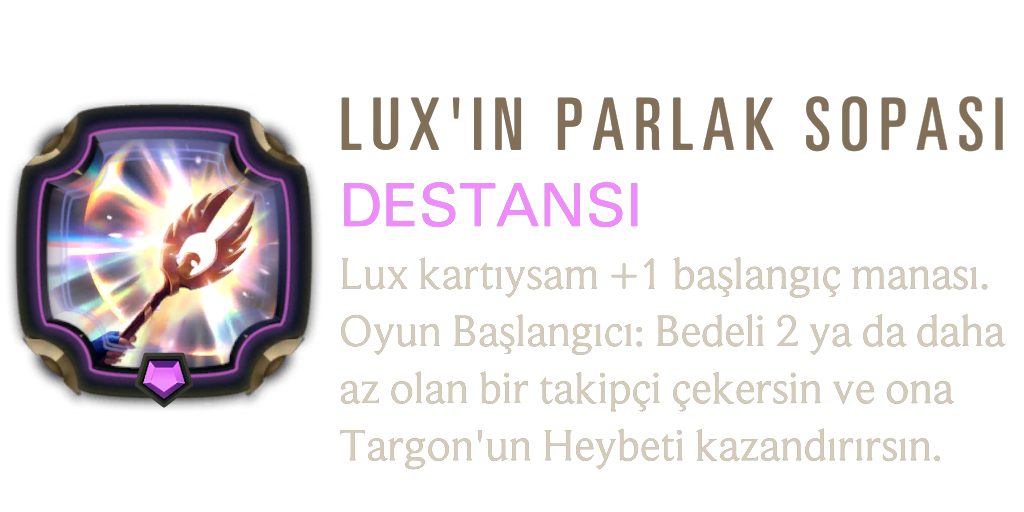 LUX'IN PARLAK SOPASI
DESTANSI
Lux kartıysam +1 başlangıç manası.
Oyun Başlangıcı: Bedeli 2 ya da daha
az olan bir takipçi çekersin ve ona
Targon'un Heybeti kazandırırsın.